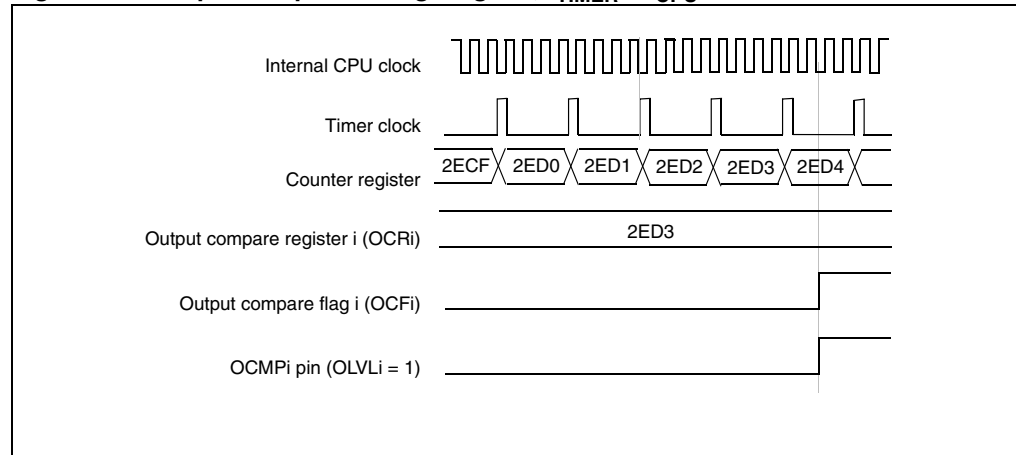 TIMER
Internal CPU clock
Timer clock
Counter register
2ECF 2ED0 2ED1 2ED2 2ED3 2ED4
Output compare register i (OCRi)
2ED3
Output compare flag i (OCFi)
OCMPi pin (OLVLi = 1)